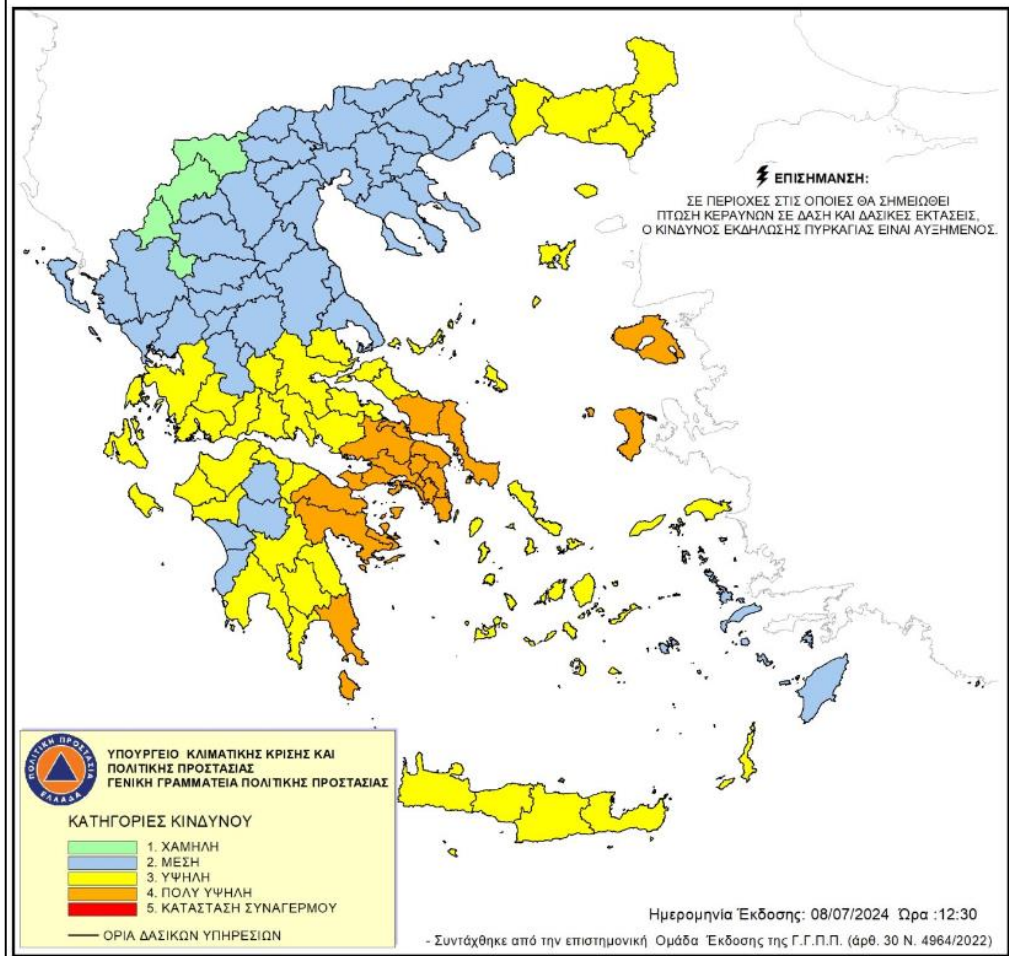 ΕΠΙΣΗΜΑΝΣΗ:
ΣΕ ΠΕΡΙΟΧΕΣ ΣΤΙΣ ΟΠΟΙΕΣ ΘΑ ΣΗΜΕΙΩΘΕΙ
ΠΤΩΣΗ ΚΕΡΑΥΝΩΝ ΣΕ ΔΑΣΗ ΚΑΙ ΔΑΣΙΚΕΣ ΕΚΤΑΣΕΙΣ,
Ο ΚΙΝΔΥΝΟΣ ΕΚΔΗΛΩΣΗΣ ΠΥΡΚΑΓΙΑΣ ΕΙΝΑΙ ΑΥΞΗΜΕΝΟΣ.
ΠΟΛΙΤΙΚΗ ΠΡΟΣΤΑΣΙΑ
ΕΛΛΑΔΑ
ΥΠΟΥΡΓΕΙΟ ΚΛΙΜΑΤΙΚΗΣ ΚΡΙΣΗΣ ΚΑΙ
ΠΟΛΙΤΙΚΗΣ ΠΡΟΣΤΑΣΙΑΣ
ΓΕΝΙΚΗ ΓΡΑΜΜΑΤΕΙΑ ΠΟΛΙΤΙΚΗΣ ΠΡΟΣΤΑΣΙΑΣ
ΚΑΤΗΓΟΡΙΕΣ ΚΙΝΔΥΝΟΥ
1. ΧΑΜΗΛΗ
2. ΜΕΣΗ
3. ΥΨΗΛΗ
4. ΠΟΛΥ ΥΨΗΛΗ
5. ΚΑΤΑΣΤΑΣΗ ΣΥΝΑΓΕΡΜΟΥ
ΟΡΙΑ ΔΑΣΙΚΩΝ ΥΠΗΡΕΣΙΩΝ
Ημερομηνία Έκδοσης: 08/07/2024 Ώρα :12:30
- Συντάχθηκε από την επιστημονική Ομάδα Έκδοσης της Γ.Γ.Π.Π. (άρθ. 30 Ν. 4964/2022)